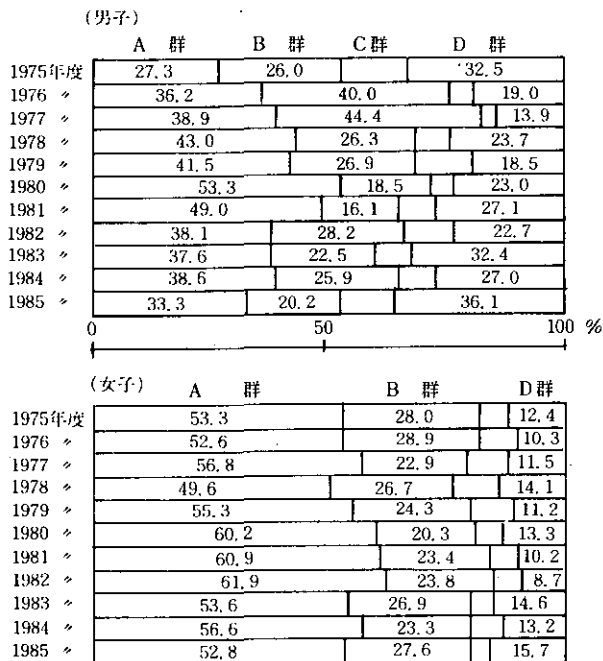 (男子)
A 群 B 群 C群 D 群
1975年度 27.3 26.0 32.5
1976 〃 36.2 40.0 19.0
1977 〃 38.9 44.4 13.9
1978 〃 43.0 26.3 23.7
1979 〃 41.5 26.9 18.5
1980 〃 53.3 18.5 23.0
1981 〃 49.0 16.1 27.1
1982 〃 38.1 28.2 22.7
1983 〃 37.6 22.5 32.4
1984 〃 38.6 25.9 27.0
1985 〃 33.3 20.2 36.1
0 50 100 %
(女子) A 群 B 群 D群
1975年度 53.3 28.0 12.4
1976 〃 52.6 28.9 10.3
1977 〃 56.8 22.9 11.5
1978 〃 49.6 26.7 14.1
1979 〃 55.3 24.3 11.2
1980 〃 60.2 20.3 13.3
1981 〃 60.9 23.4 10.2
1982 〃 61.9 23.8 8.7
1983 〃 53.6 26.9 14.6
1984 〃 56.6 23.3 13.2
1985 〃 52.8 27.6 15.7